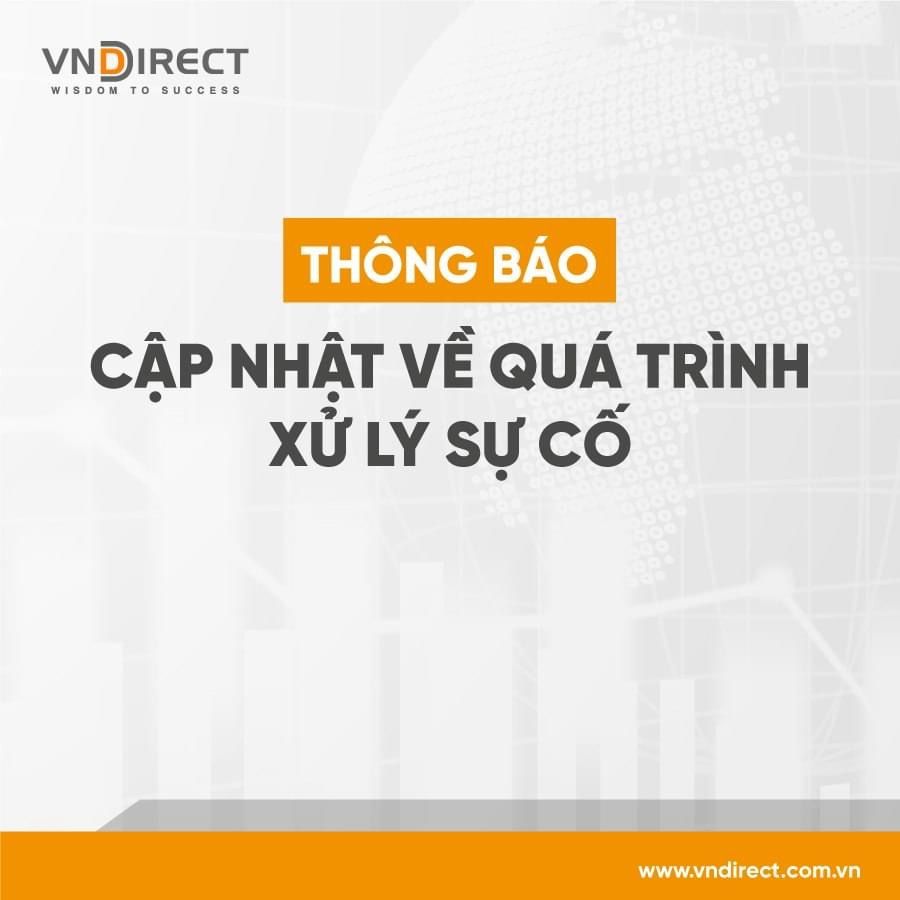 VNDIRECT
WISDOM TO SUCCESS
THÔNG BÁO
CẬP NHẬT VỀ QUÁ TRÌNH
XỬ LÝ SỰ CỐ
www.vndirect.com.vn